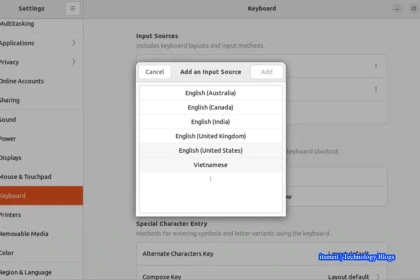 Settings
Keyboard
Multitasking
Applications
Privacy
Online Accounts
Sharing
Sound
Power
Displays
Mouse & Touchpad
Keyboard
Printers
Removable Media
Color
Region & Language
Input Sources
Includes keyboard layouts and input methods.
Cancel
Add an Input Source
Add
English (Australia)
English (Canada)
English (India)
English (United Kingdom)
English (United States)
Vietnamese
keyboard shortcut.
Special Character Entry
Methods for entering symbols and letter variants using the keyboard.
Alternate Characters Key
Layout default
Compose Key
Layout default
Technology Blogs